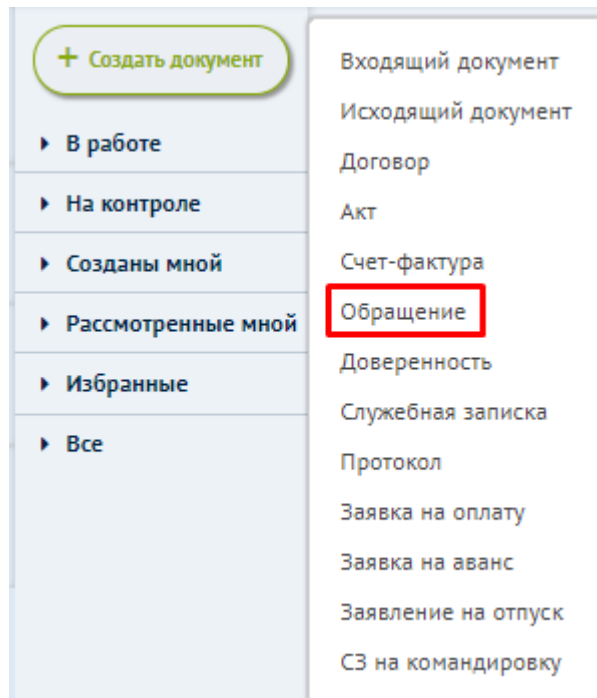 + Создать документ
В работе
На контроле
Созданы мной
Рассмотренные мной
Избранные
Все
Входящий документ
Исходящий документ
Договор
Акт
Счет-фактура
Обращение
Доверенность
Служебная записка
Протокол
Заявка на оплату
Заявка на аванс
Заявление на отпуск
СЗ на командировку